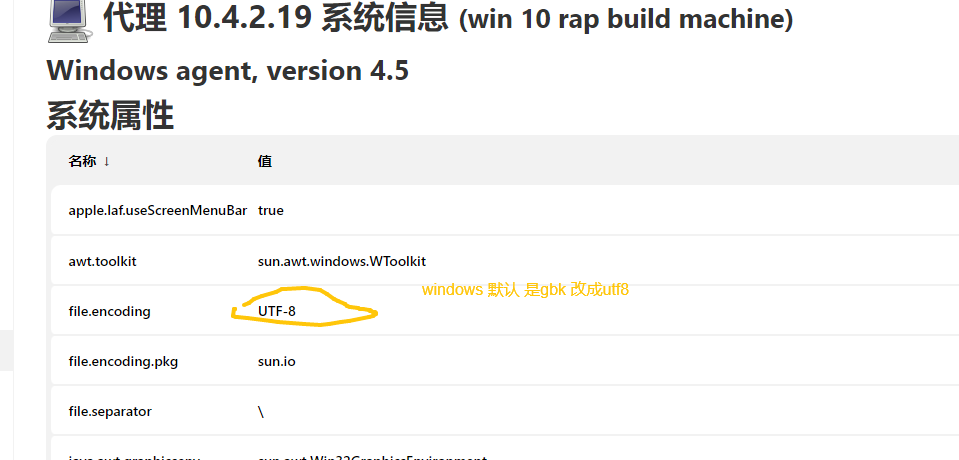 代理 10.4.2.19 系统信息 (win 10 rap build machine)
Windows agent, version 4.5
系统属性
名称 ↓ 值
apple.laf.useScreenMenuBar true
awt.toolkit sun.awt.windows.WToolkit
windows 默认 是gbk 改成utf8
file.encoding UTF-8
file.encoding.pkg sun.io
file.separator \